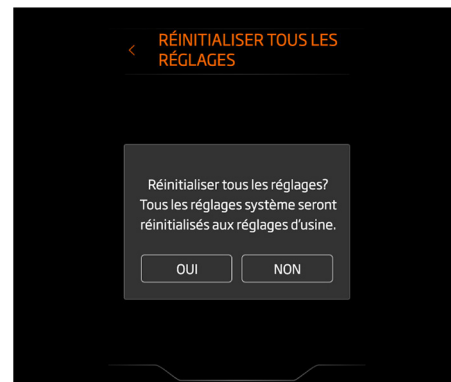 RÉINITIALISER TOUS LES
RÉGLAGES
Réinitialiser tous les réglages?
Tous les réglages système seront
réinitialisés aux réglages d'usine.
OUI
NON